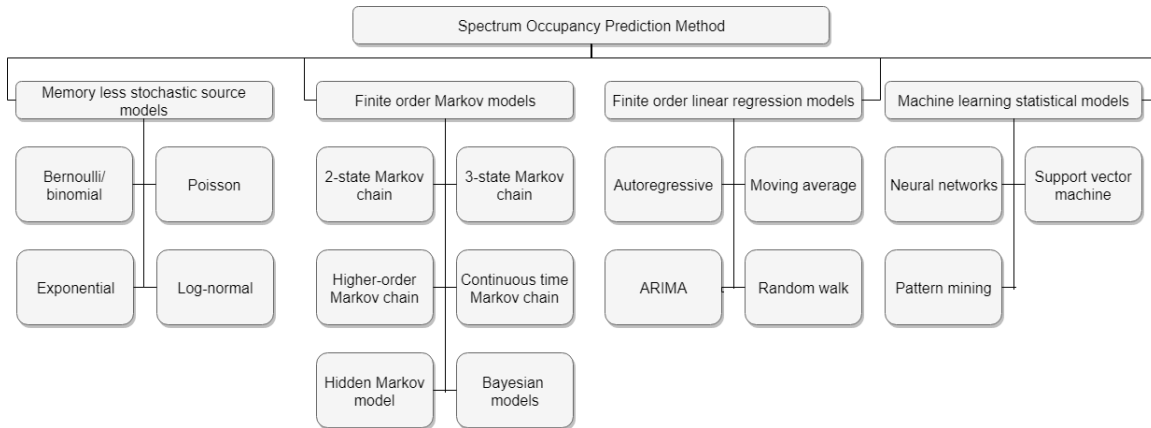 Spectrum Occupancy Prediction Method
Memory less stochastic source
models
Finite order Markov models
Finite order linear regression models
Machine learning statistical models
Bernoulli/
binomial
Poisson
Exponential
Log-normal
2-state Markov
chain
3-state Markov
chain
Higher-order
Markov chain
Continuous time
Markov chain
Hidden Markov
model
Bayesian
models
Autoregressive
Moving average
ARIMA
Random walk
Neural networks
Support vector
machine
Pattern mining